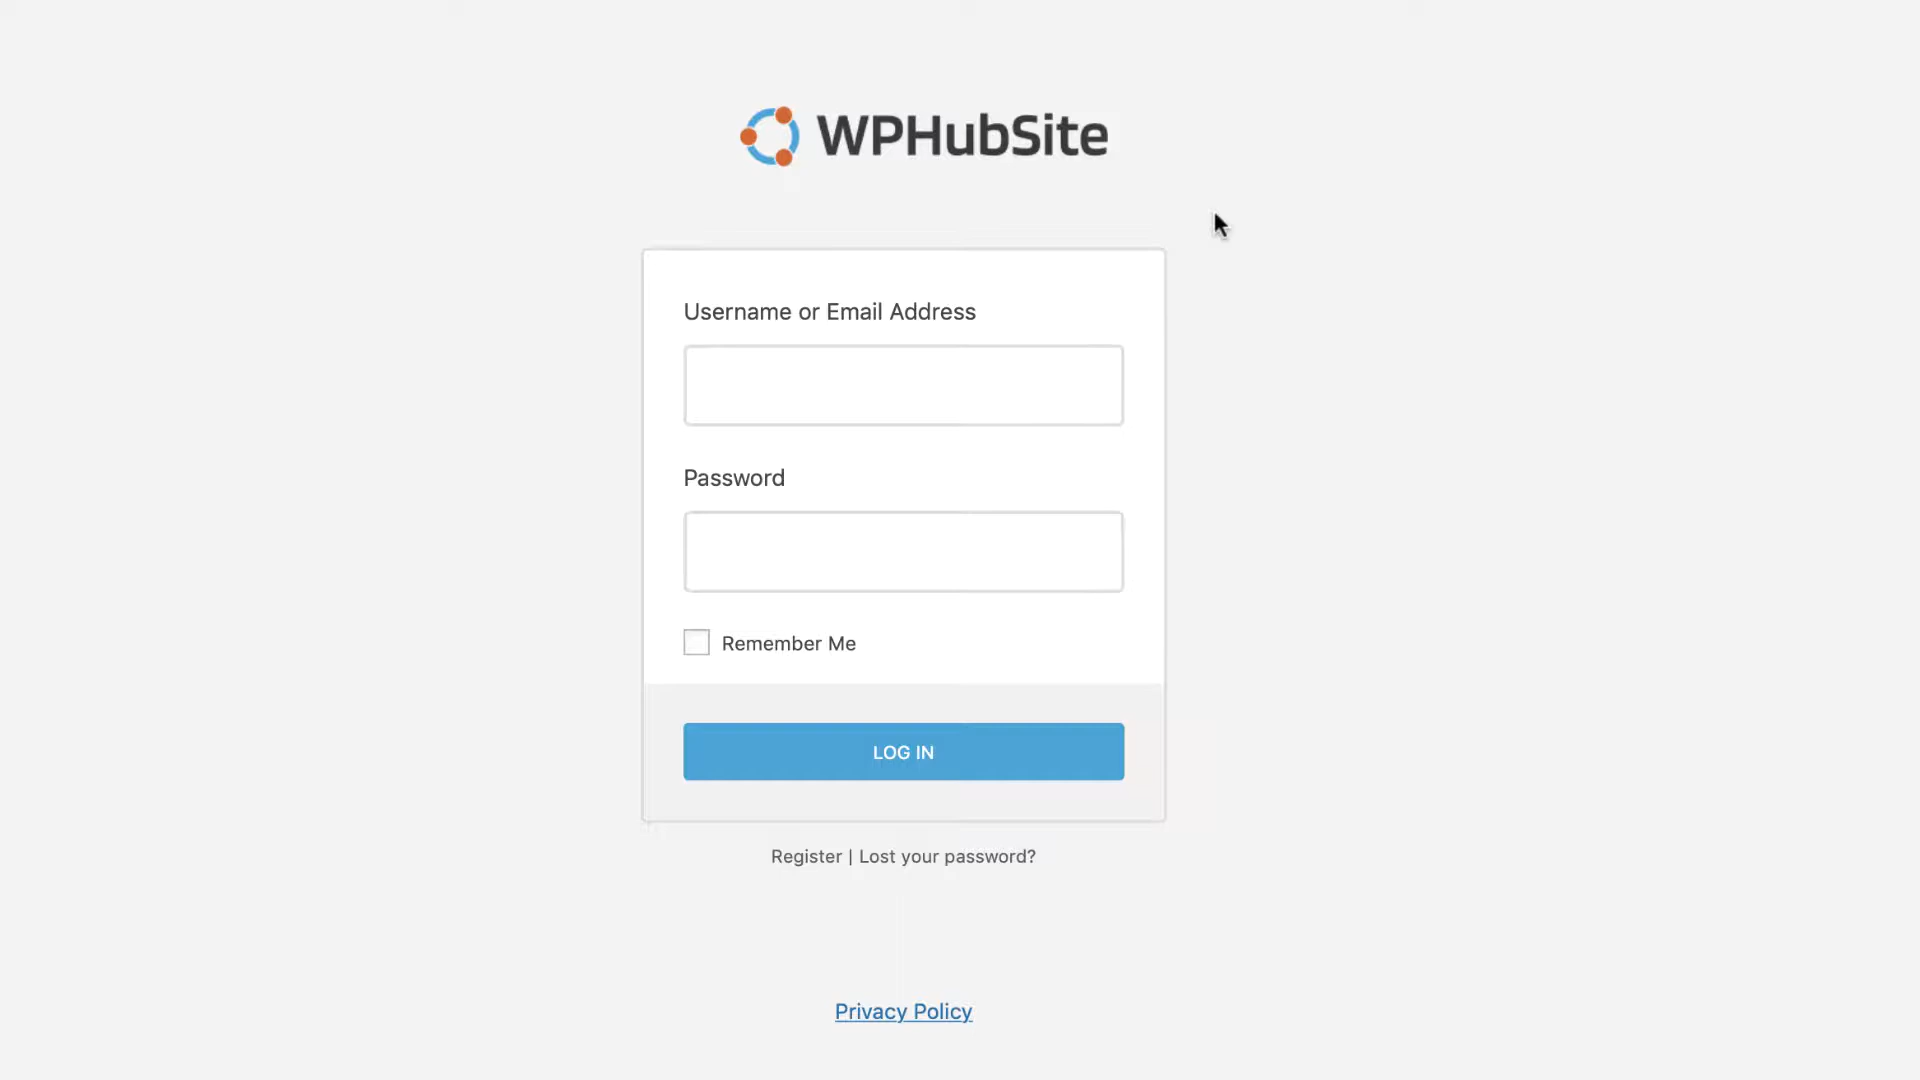 WPHubSite
Username or Email Address
Password
Remember Me
LOG IN
Register | Lost your password?
Privacy Policy